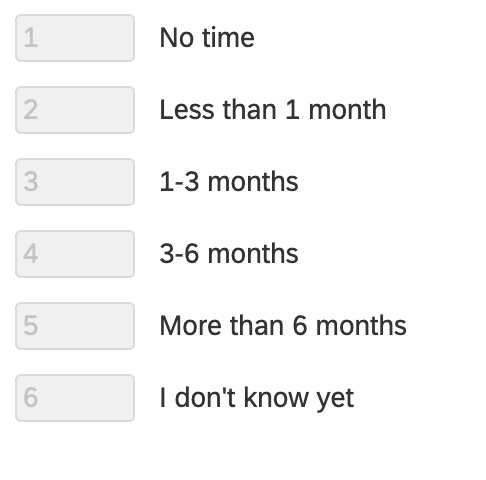 1 No time
2 Less than 1 month
3 1-3 months
4 3-6 months
5 More than 6 months
6 I don't know yet